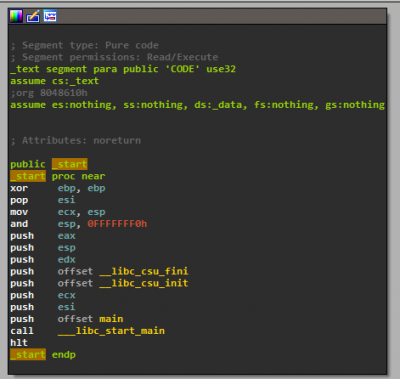 ; Segment type: Pure code
; Segment permissions: Read/Execute
_text segment para public 'CODE' use32
assume cs:_text
;org 8048610h
assume es:nothing, ss:nothing, ds:_data, fs:nothing, gs:nothing
; Attributes: noreturn
public _start
_start proc near
xor ebp, ebp
pop esi
mov ecx, esp
and esp, 0FFFFFFF0h
push eax
push esp
push edx
push offset __libc_csu_fini
push offset __libc_csu_init
push ecx
push esi
push offset main
call ___libc_start_main
hlt
_start endp